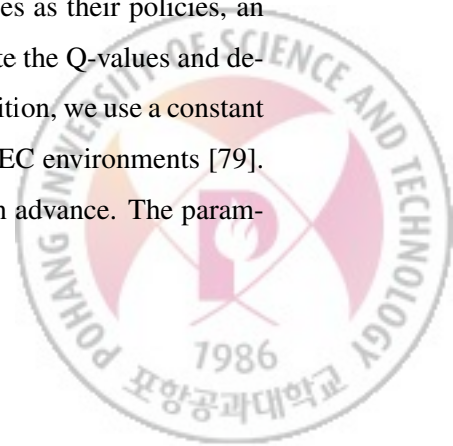 es as their policies, an
te the Q-values and de-
ition, we use a constant
EC environments [79].
n advance. The param-
POHANG UNIVERSITY OF SCIENCE AND TECHNOLOGY
1986
포항공과대학교